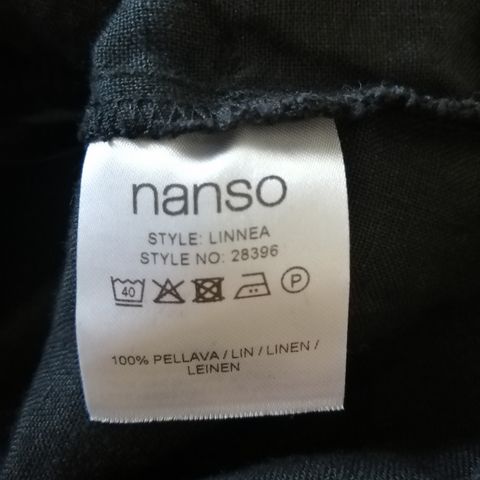 nanso
STYLE: LINNEA
STYLE NO: 28396
40 P
100% PELLAVA / LIN / LINEN /
LEINEN